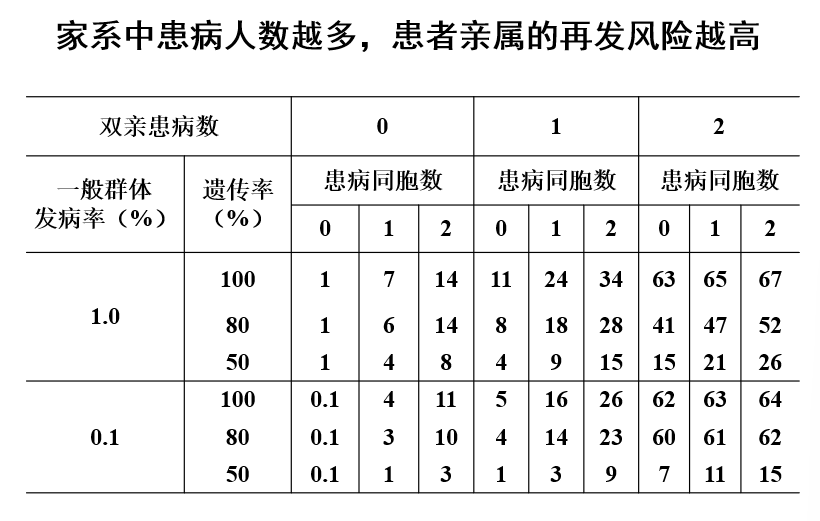 家系中患病人数越多，患者亲属的再发风险越高
双亲患病数 0 1 2
一般群体发病率（%） 遗传率（%） 患病同胞数 患病同胞数 患病同胞数
0 1 2 0 1 2 0 1 2
1.0
100 1 7 14 11 24 34 63 65 67
80 1 6 14 8 18 28 41 47 52
50 1 4 8 4 9 15 15 21 26
0.1
100 0.1 4 11 5 16 26 62 63 64
80 0.1 3 10 4 14 23 60 61 62
50 0.1 1 3 1 3 9 7 11 15